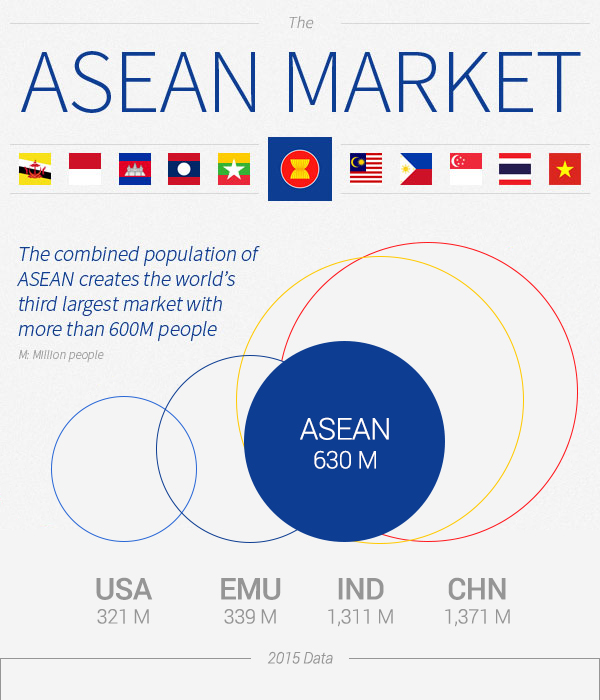 The
ASEAN MARKET
The combined population of
ASEAN creates the world's
third largest market with
more than 600M people
M: Million people
ASEAN
630 M
USA
321 M
EMU
339 M
IND
1,311 M
CHN
1,371 M
2015 Data